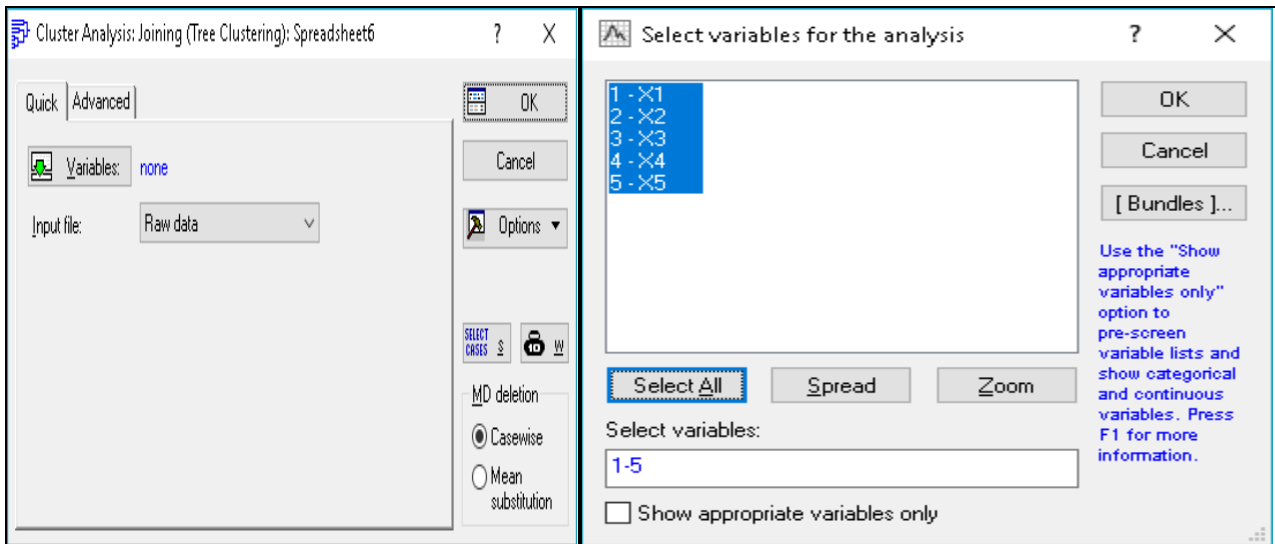 Cluster Analysis: Joining (Tree Clustering): Spreadsheet6 ? X
Quick Advanced
OK
Variables: none
Cancel
Input file: Raw data
Options
SELECT CASES S
10 W
MD deletion
Casewise
Mean
substitution
Select variables for the analysis ? X
1 - X1
2 - X2
3 - X3
4 - X4
5 - X5
OK
Cancel
[ Bundles ]...
Use the "Show
appropriate
variables only"
option to
pre-screen
variable lists and
show categorical
and continuous
variables. Press
F1 for more
information.
Select All Spread Zoom
Select variables:
1-5
Show appropriate variables only